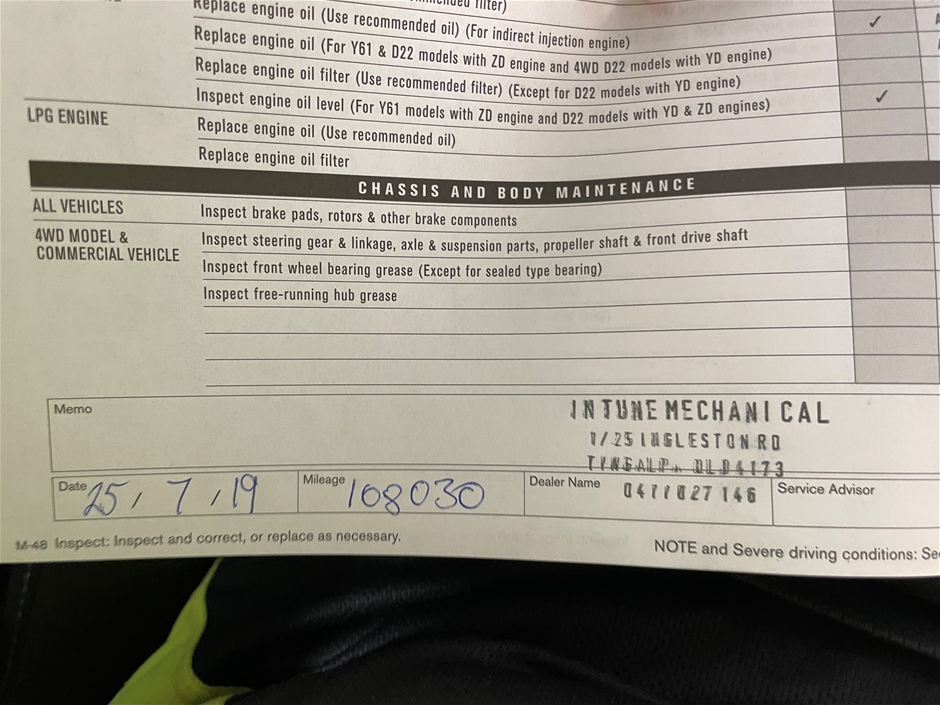 Replace engine oil (Use recommended oil) (For indirect injection engine) ✓
Replace engine oil (For Y61 & D22 models with ZD engine and 4WD D22 models with YD engine)
Replace engine oil filter (Use recommended filter) (Except for D22 models with YD engine)
Inspect engine oil level (For Y61 models with ZD engine and D22 models with YD & ZD engines) ✓
LPG ENGINE
Replace engine oil (Use recommended oil)
Replace engine oil filter
CHASSIS AND BODY MAINTENANCE
ALL VEHICLES
Inspect brake pads, rotors & other brake components
4WD MODEL &
COMMERCIAL VEHICLE
Inspect steering gear & linkage, axle & suspension parts, propeller shaft & front drive shaft
Inspect front wheel bearing grease (Except for sealed type bearing)
Inspect free-running hub grease
Memo
INTUNE MECHANICAL
1/25 INGLESTON RD
QLD 4173
Date 25/7/19
Mileage 108030
Dealer Name 0477 827 146
Service Advisor
M-48 Inspect: Inspect and correct, or replace as necessary.
NOTE and Severe driving conditions: